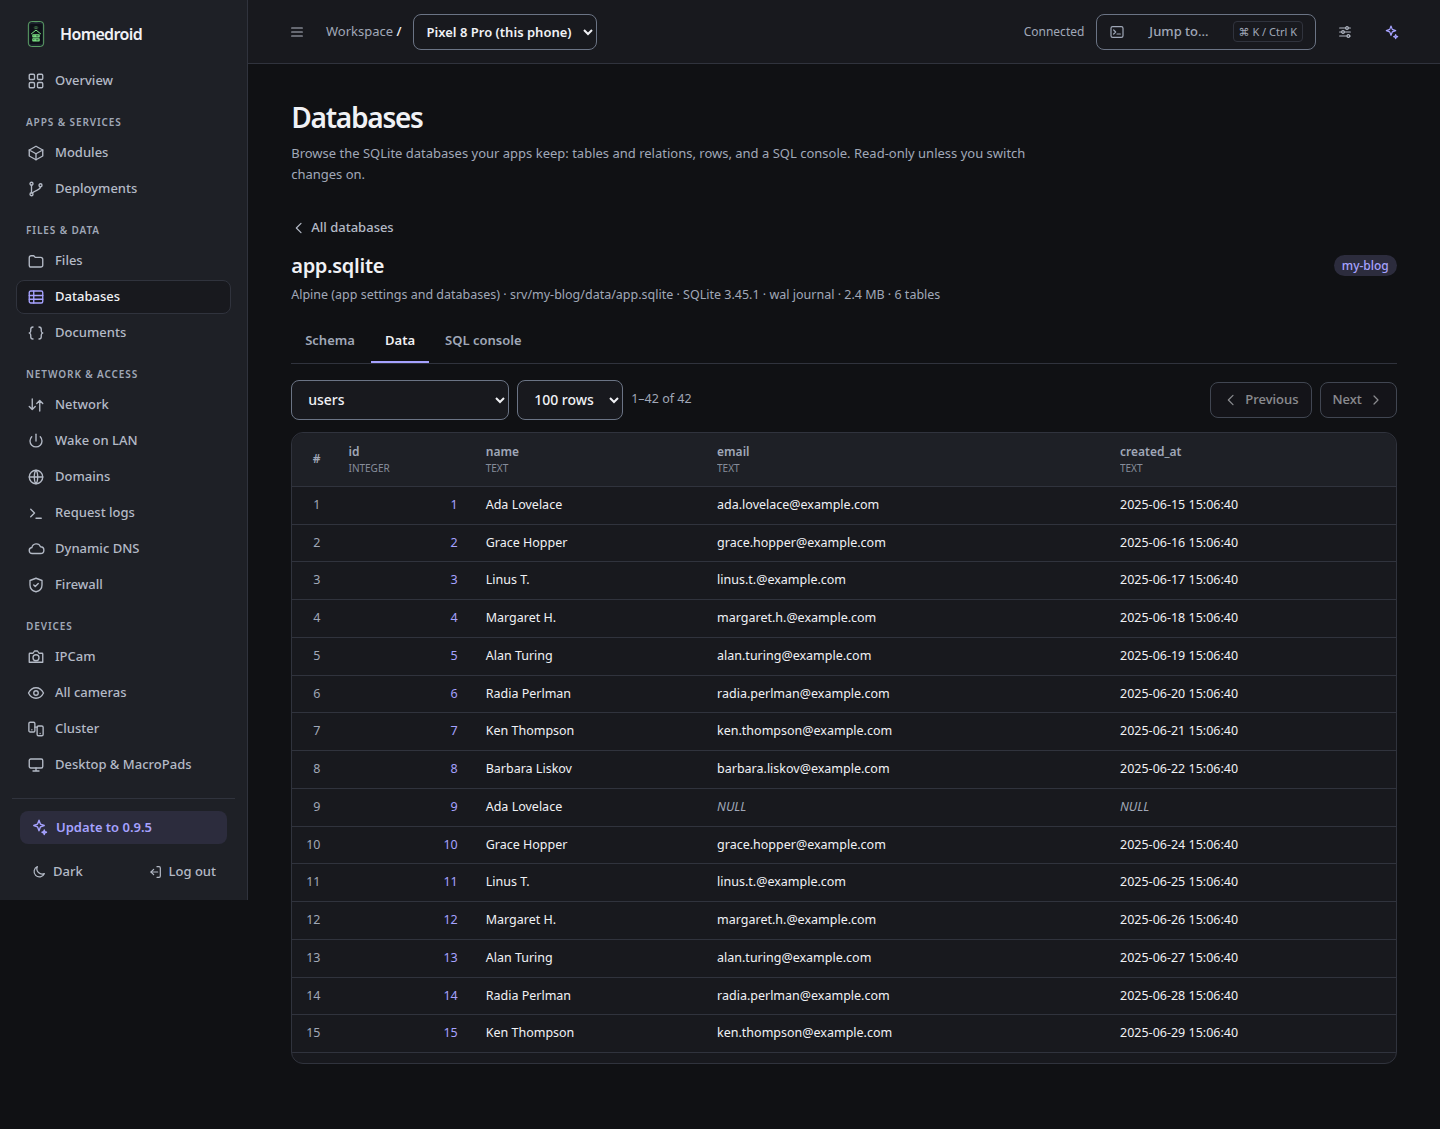 Homedroid
Overview
APPS & SERVICES
Modules
Deployments
FILES & DATA
Files
Databases
Documents
NETWORK & ACCESS
Network
Wake on LAN
Domains
Request logs
Dynamic DNS
Firewall
DEVICES
IPCam
All cameras
Cluster
Desktop & MacroPads
Update to 0.9.5
Dark Log out
Workspace / Pixel 8 Pro (this phone) Connected Jump to... ⌘ K / Ctrl K
Databases
Browse the SQLite databases your apps keep: tables and relations, rows, and a SQL console. Read-only unless you switch
changes on.
All databases
app.sqlite my-blog
Alpine (app settings and databases) · srv/my-blog/data/app.sqlite · SQLite 3.45.1 · wal journal · 2.4 MB · 6 tables
Schema Data SQL console
users 100 rows 1–42 of 42 Previous Next
# id name email created_at
INTEGER TEXT TEXT TEXT
1 1 Ada Lovelace ada.lovelace@example.com 2025-06-15 15:06:40
2 2 Grace Hopper grace.hopper@example.com 2025-06-16 15:06:40
3 3 Linus T. linus.t.@example.com 2025-06-17 15:06:40
4 4 Margaret H. margaret.h.@example.com 2025-06-18 15:06:40
5 5 Alan Turing alan.turing@example.com 2025-06-19 15:06:40
6 6 Radia Perlman radia.perlman@example.com 2025-06-20 15:06:40
7 7 Ken Thompson ken.thompson@example.com 2025-06-21 15:06:40
8 8 Barbara Liskov barbara.liskov@example.com 2025-06-22 15:06:40
9 9 Ada Lovelace NULL NULL
10 10 Grace Hopper grace.hopper@example.com 2025-06-24 15:06:40
11 11 Linus T. linus.t.@example.com 2025-06-25 15:06:40
12 12 Margaret H. margaret.h.@example.com 2025-06-26 15:06:40
13 13 Alan Turing alan.turing@example.com 2025-06-27 15:06:40
14 14 Radia Perlman radia.perlman@example.com 2025-06-28 15:06:40
15 15 Ken Thompson ken.thompson@example.com 2025-06-29 15:06:40